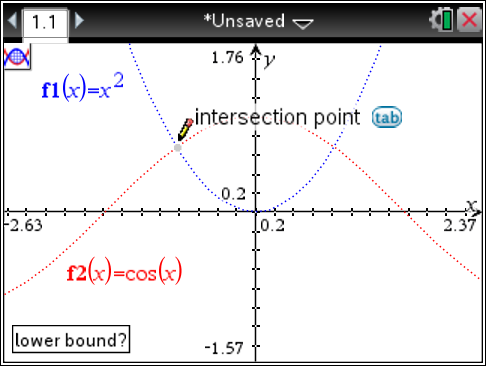 1.1
*Unsaved
1.76
y
f1(x)=x²
intersection point tab
0.2
x
-2.63
0.2
2.37
f2(x)=cos(x)
lower bound?
-1.57